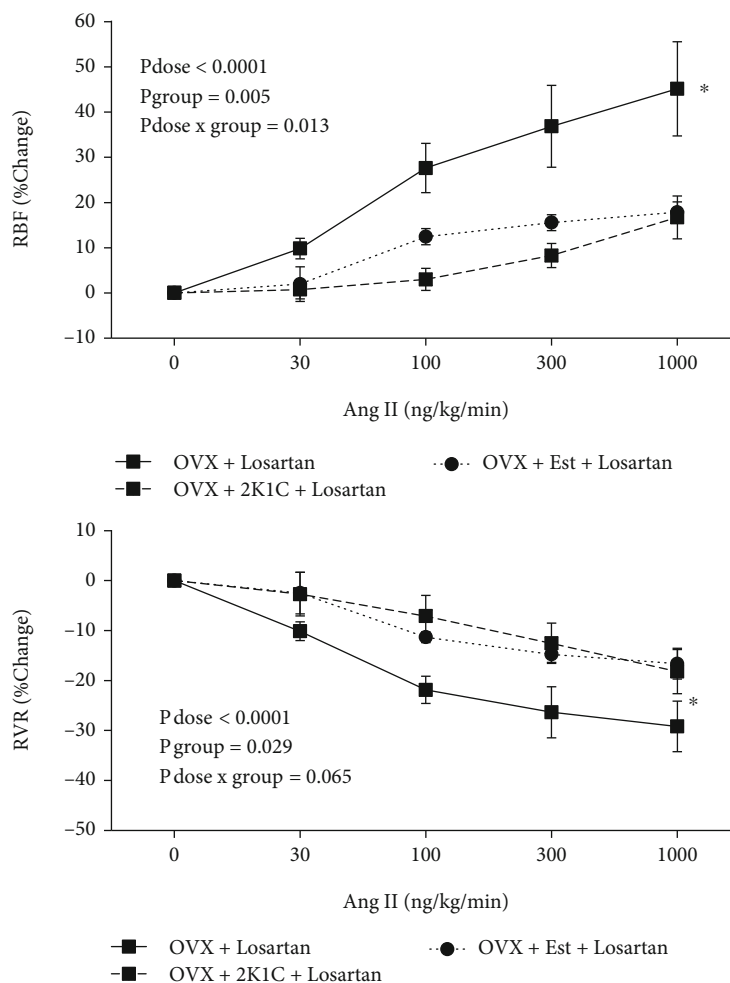 60
50
40
30
20
10
0
−10
RBF (%Change)
Pdose < 0.0001
Pgroup = 0.005
Pdose x group = 0.013
*
0 30 100 300 1000
Ang II (ng/kg/min)
OVX + Losartan
OVX + Est + Losartan
OVX + 2K1C + Losartan
10
0
−10
−20
−30
−40
−50
RVR (%Change)
P dose < 0.0001
P group = 0.029
P dose x group = 0.065
*
0 30 100 300 1000
Ang II (ng/kg/min)
OVX + Losartan
OVX + Est + Losartan
OVX + 2K1C + Losartan